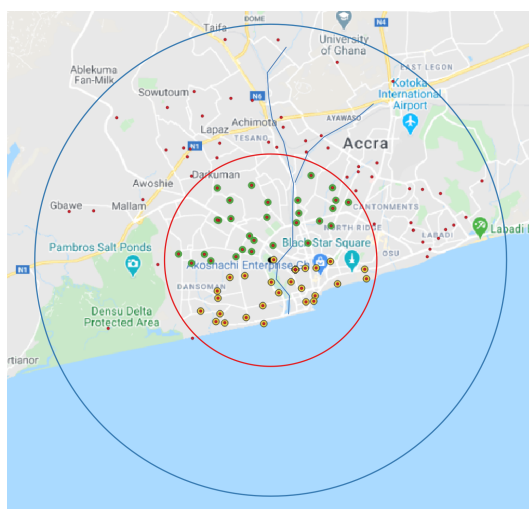 DOME
Taifa
University
of Ghana
N4
EAST LEGON
Ablekuma
Fan-Milk
Sowutoum
N6
Kotoka
International
Airport
Achimota
AYAWASO
Lapaz
TESANO
N1
Accra
Darkuman
Awoshie
Gbawe
Mallam
CANTONMENTS
NORTH RIDGE
LABADI
Labadi
Pambros Salt Ponds
Black Star Square
OSU
N1
Akoshachi Enterprise
DANSOMAN
Densu Delta
Protected Area
rtianor